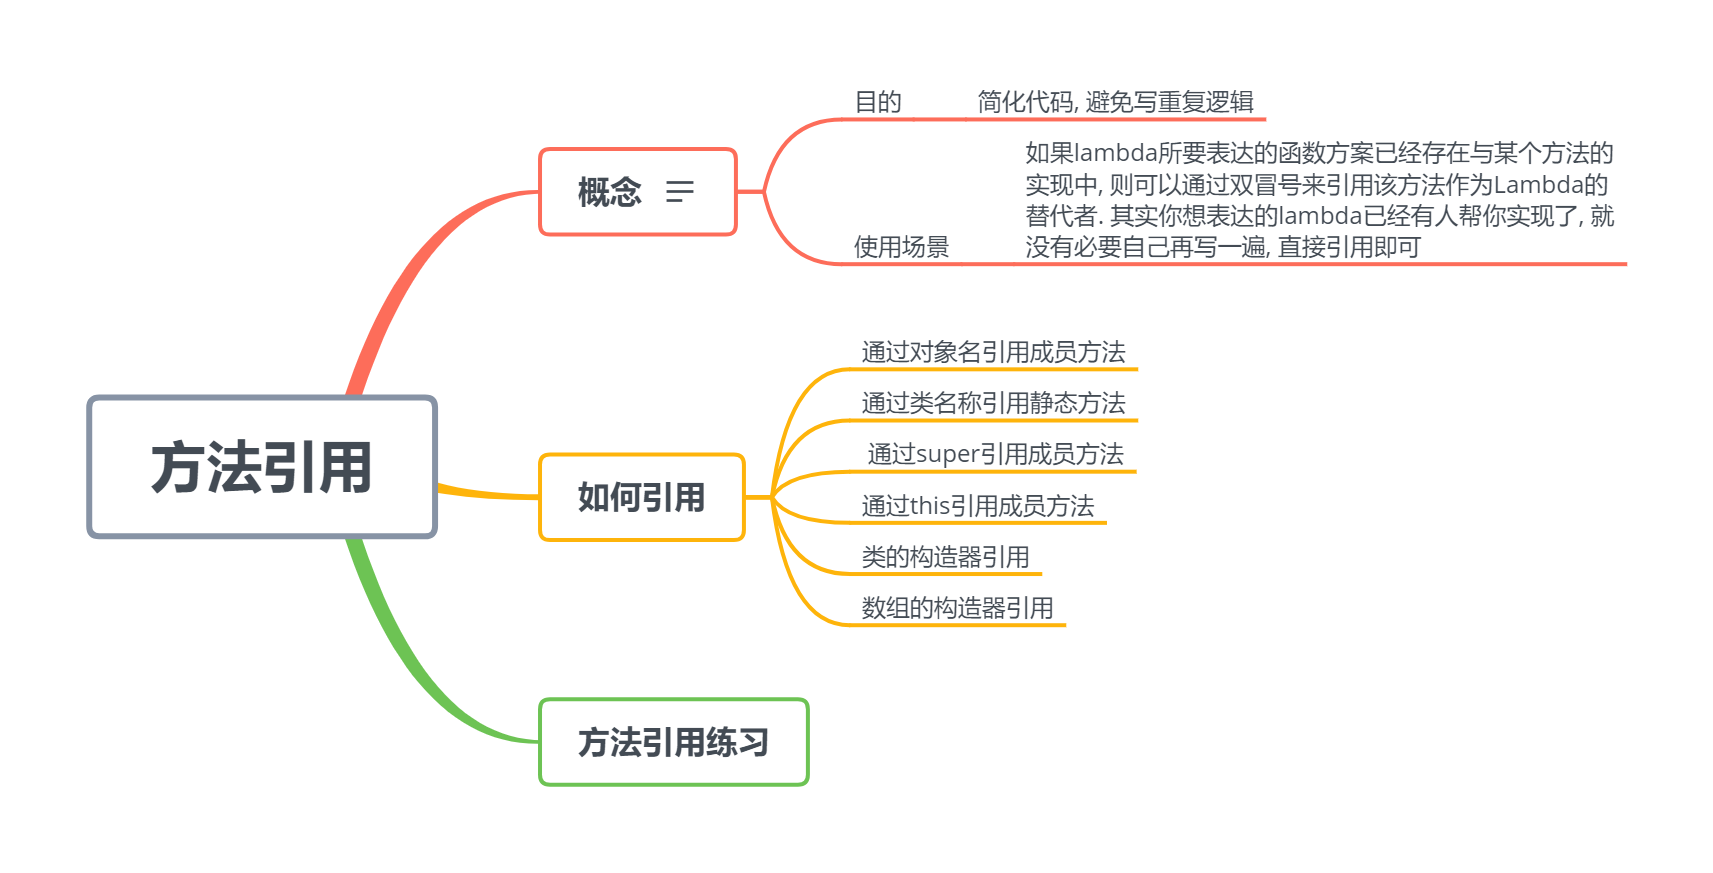 方法引用
概念
目的
简化代码, 避免写重复逻辑
使用场景
如果lambda所要表达的函数方案已经存在与某个方法的
实现中, 则可以通过双冒号来引用该方法作为Lambda的
替代者. 其实你想表达的lambda已经有人帮你实现了, 就
没有必要自己再写一遍, 直接引用即可
如何引用
通过对象名引用成员方法
通过类名称引用静态方法
通过super引用成员方法
通过this引用成员方法
类的构造器引用
数组的构造器引用
方法引用练习